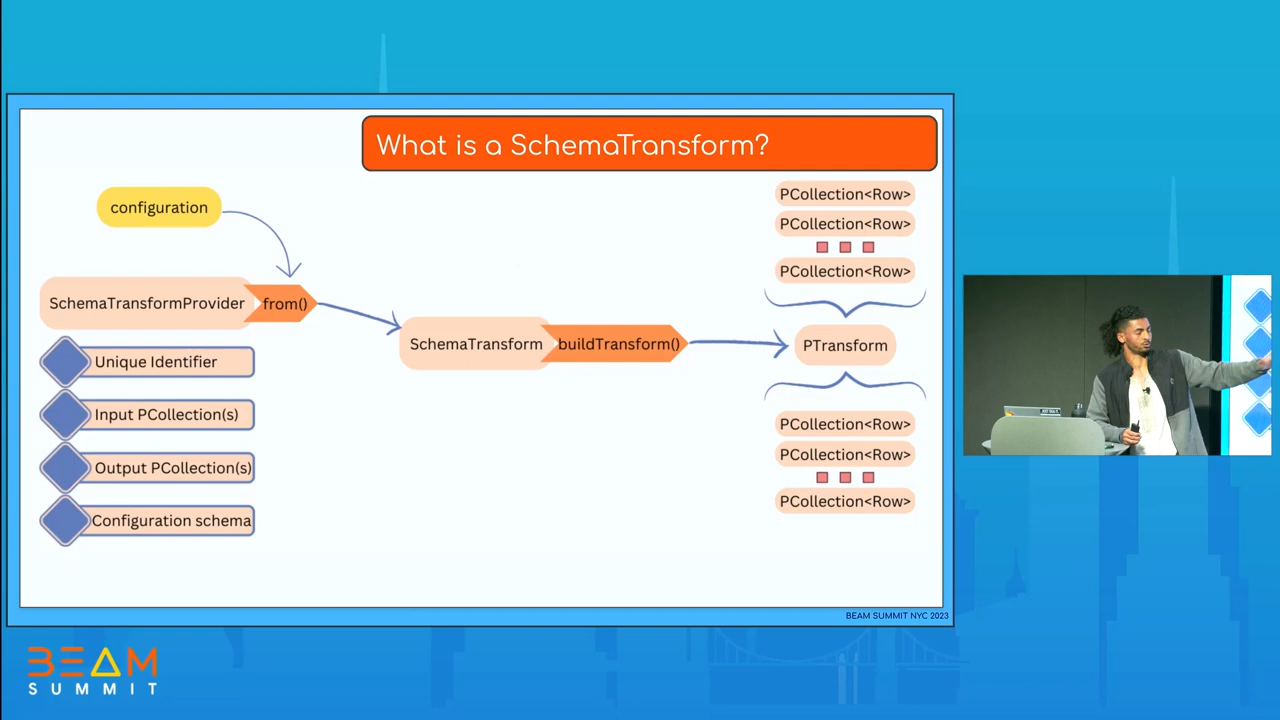 What is a SchemaTransform?
configuration
SchemaTransformProvider
from()
Unique Identifier
Input PCollection(s)
Output PCollection(s)
Configuration schema
SchemaTransform
buildTransform()
PCollection<Row>
PCollection<Row>
PCollection<Row>
PTransform
PCollection<Row>
PCollection<Row>
PCollection<Row>
BEAM SUMMIT NYC 2023
BEAM
SUMMIT